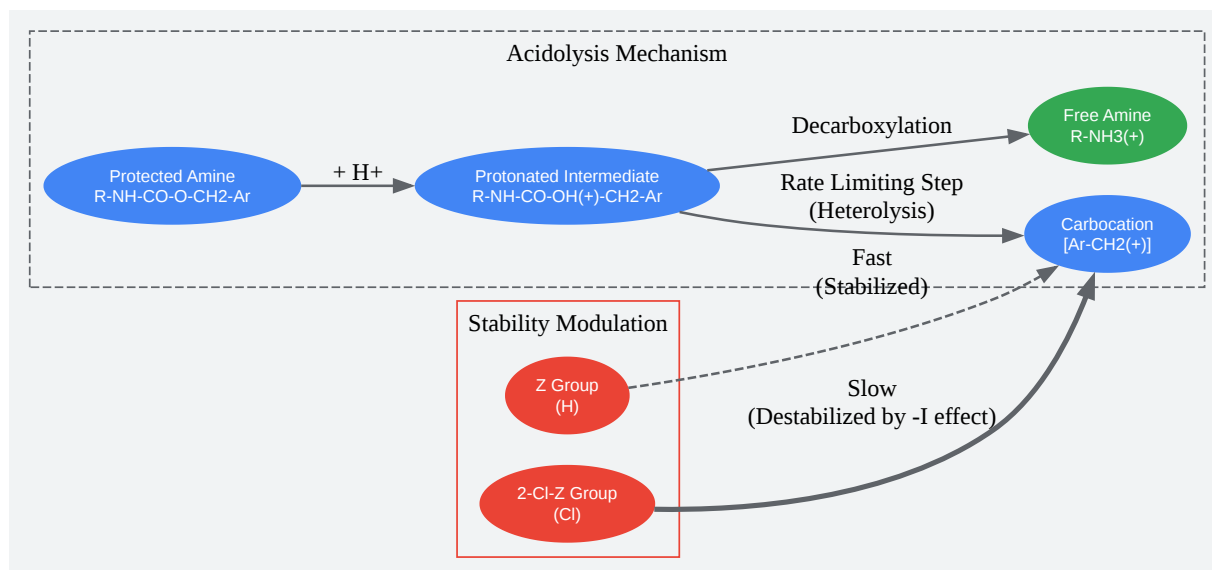 Acidolysis Mechanism
Protected Amine
R-NH-CO-O-CH2-Ar
+ H+
Protonated Intermediate
R-NH-CO-OH(+)-CH2-Ar
Decarboxylation
Free Amine
R-NH3(+)
Rate Limiting Step
(Heterolysis)
Carbocation
[Ar-CH2(+)]
Fast
(Stabilized)
Stability Modulation
Z Group
(H)
Slow
(Destabilized by -I effect)
2-Cl-Z Group
(Cl)